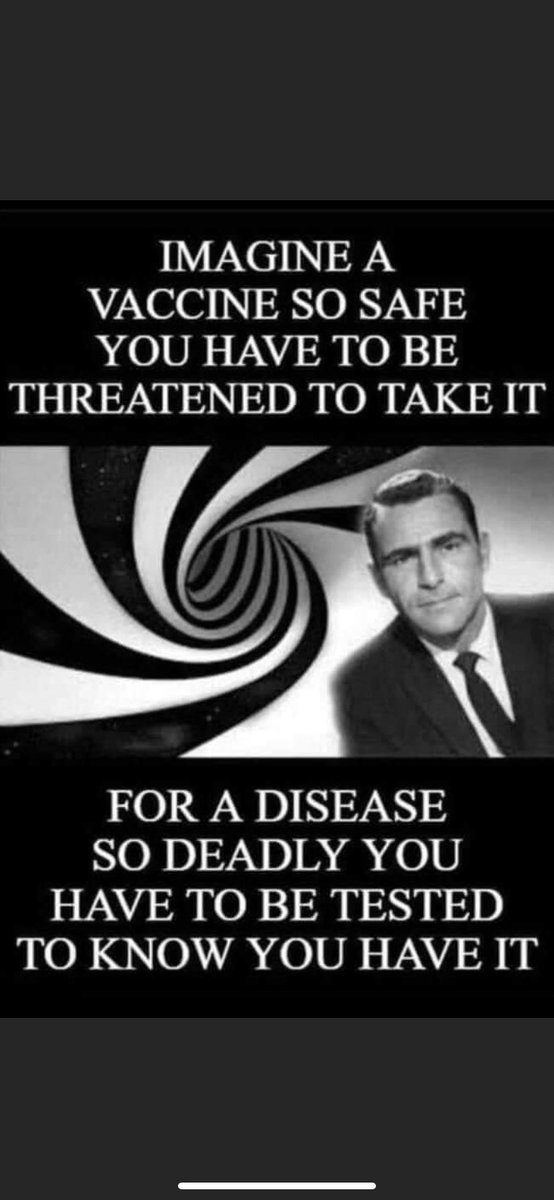 IMAGINE A
VACCINE SO SAFE
YOU HAVE TO BE
THREATENED TO TAKE IT
FOR A DISEASE
SO DEADLY YOU
HAVE TO BE TESTED
TO KNOW YOU HAVE IT